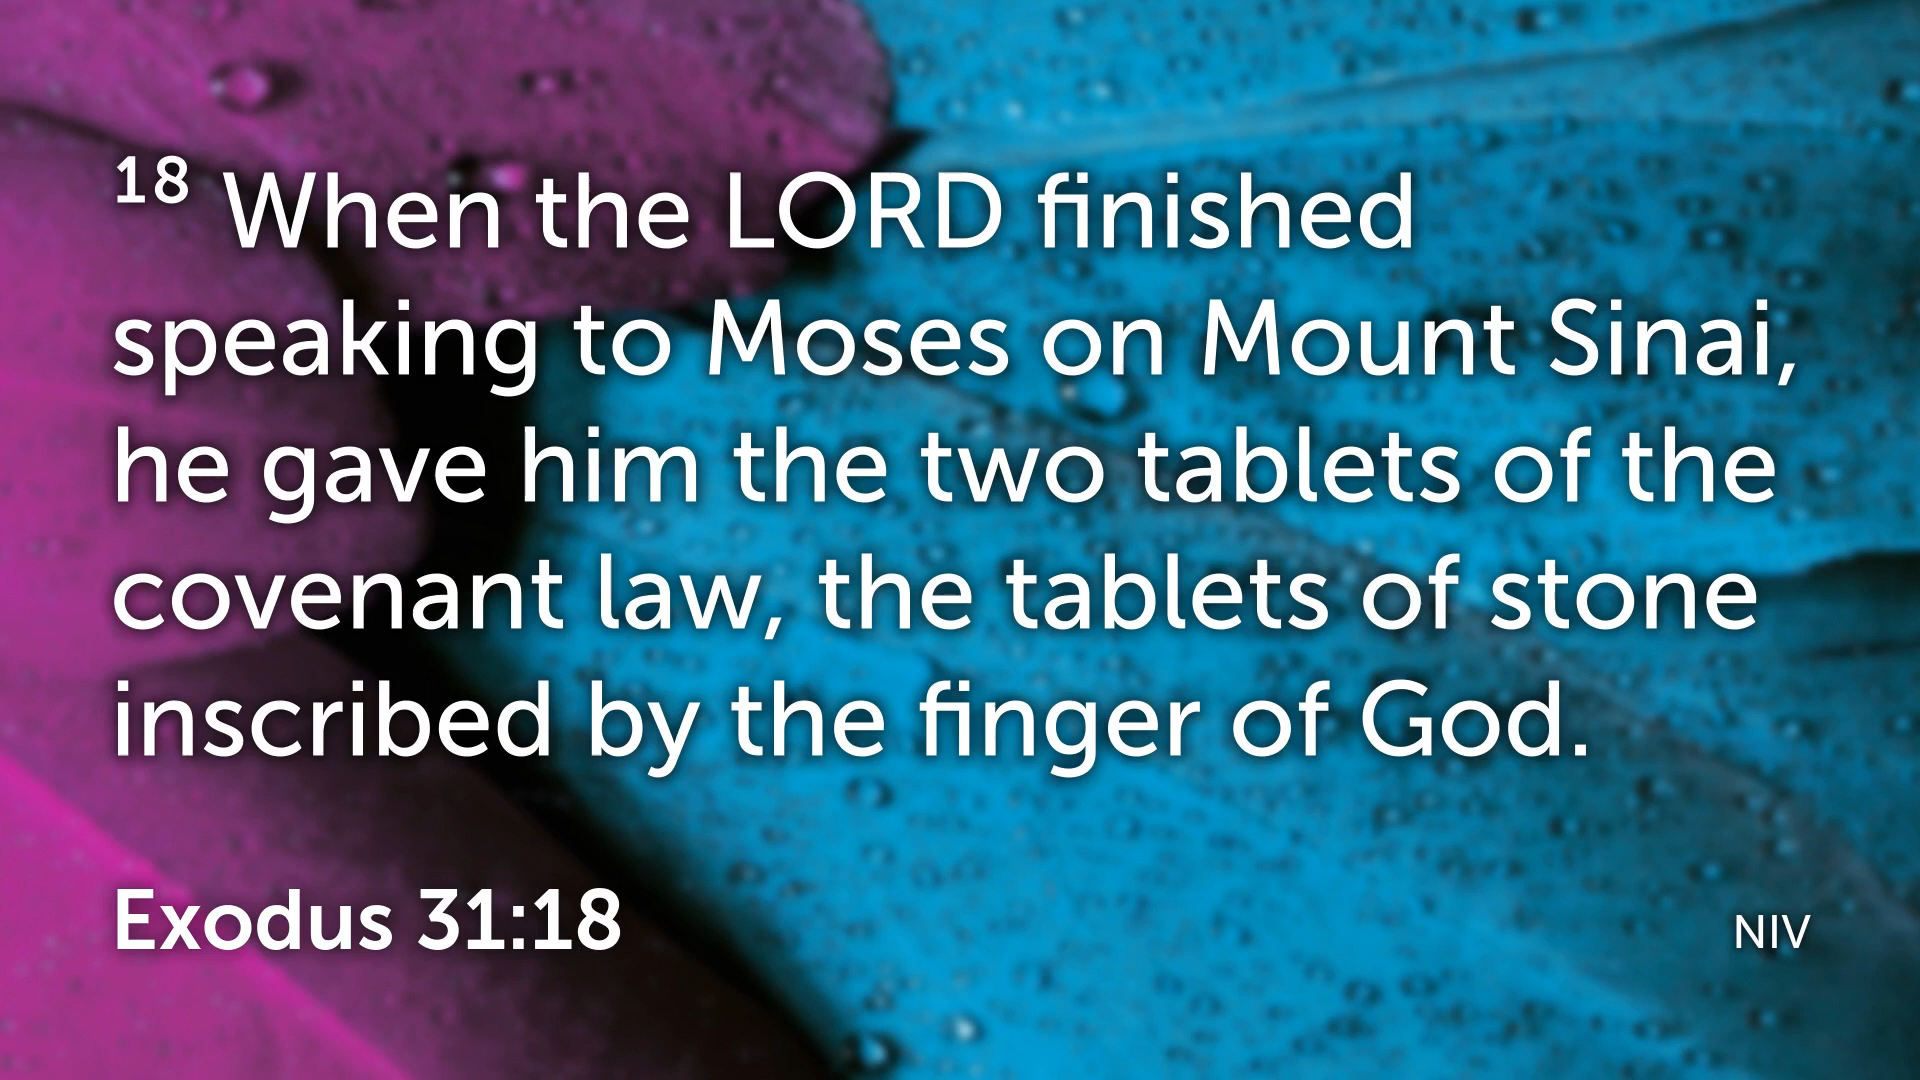 18 When the LORD finished
speaking to Moses on Mount Sinai,
he gave him the two tablets of the
covenant law, the tablets of stone
inscribed by the finger of God.
Exodus 31:18
NIV